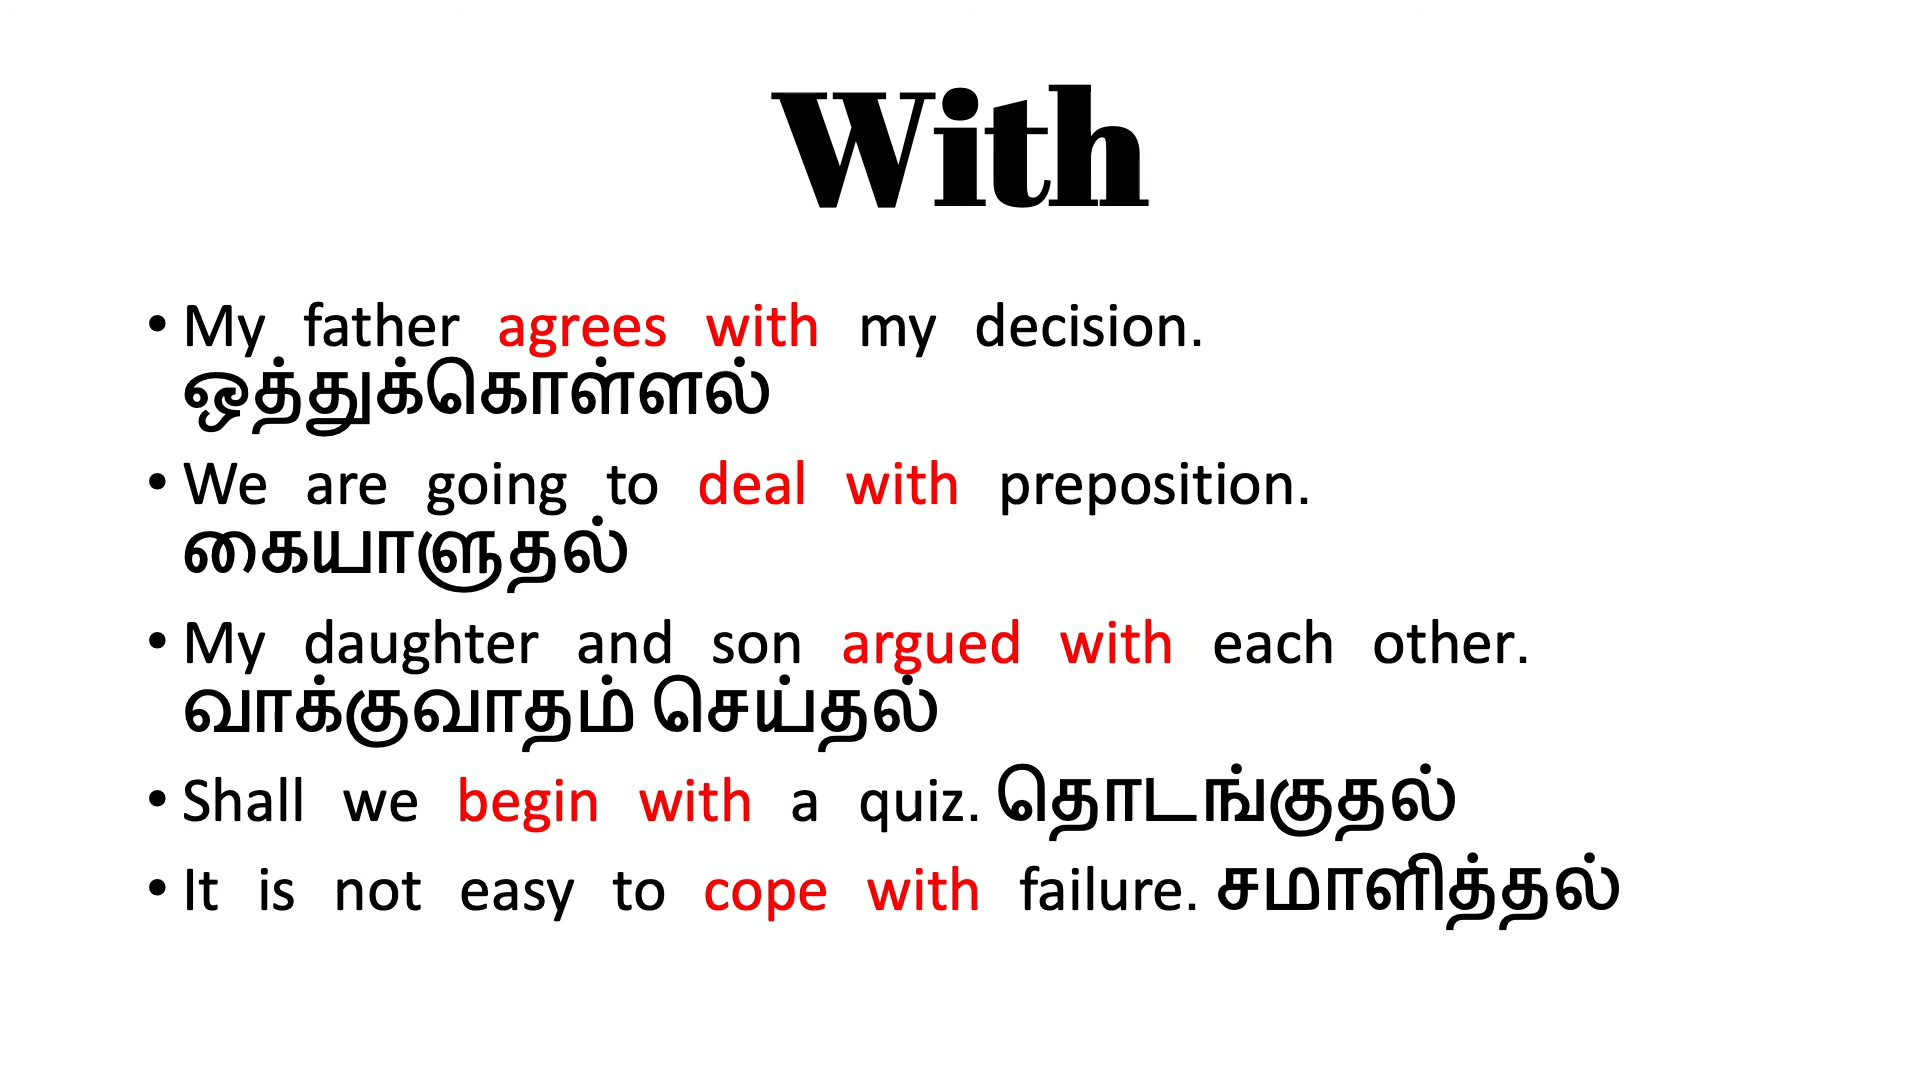 With
• My father agrees with my decision.
ஒத்துக்கொள்ளல்
• We are going to deal with preposition.
கையாளுதல்
• My daughter and son argued with each other.
வாக்குவாதம் செய்தல்
• Shall we begin with a quiz. தொடங்குதல்
• It is not easy to cope with failure. சமாளித்தல்